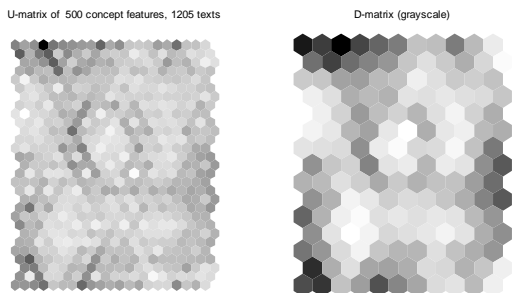 U-matrix of  500 concept features, 1205 texts
D-matrix (grayscale)